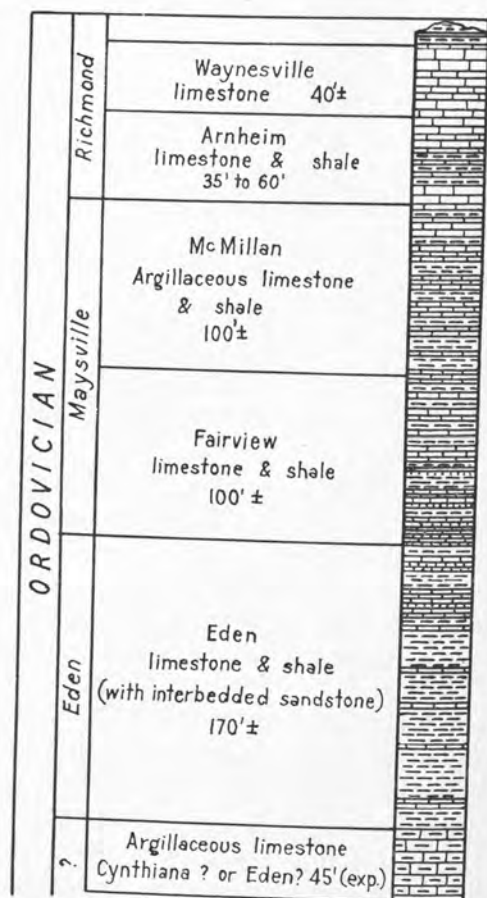 ORDOVICIAN
Richmond
Waynesville
limestone 40'±
Arnheim
limestone & shale
35' to 60'
Maysville
McMillan
Argillaceous limestone
& shale
100'±
Fairview
limestone & shale
100'±
Eden
Eden
limestone & shale
(with interbedded sandstone)
170'±
?
Argillaceous limestone
Cynthiana ? or Eden? 45'(exp.)